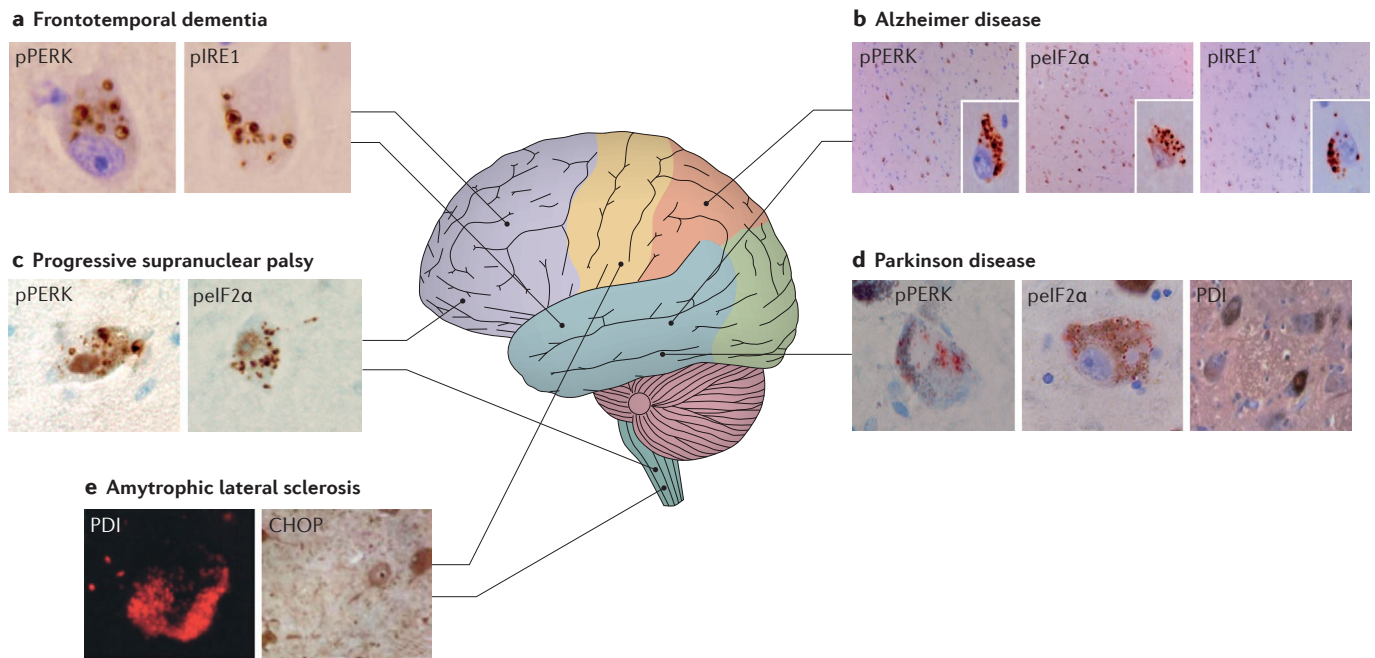 a Frontotemporal dementia
pPERK
pIRE1
b Alzheimer disease
pPERK
peIF2α
pIRE1
c Progressive supranuclear palsy
pPERK
peIF2α
d Parkinson disease
pPERK
peIF2α
PDI
e Amytrophic lateral sclerosis
PDI
CHOP